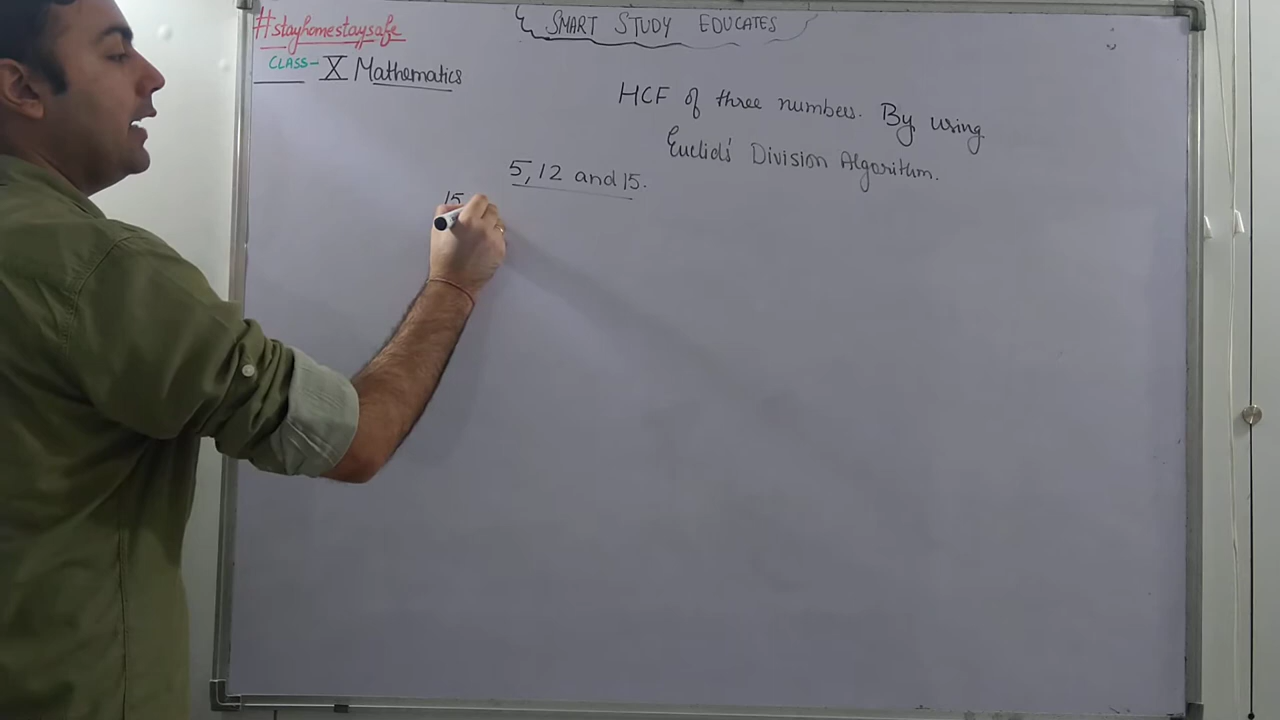 #stayhomestaysafe
SMART STUDY EDUCATES
CLASS- X Mathematics
HCF of three numbers. By using
Euclid's Division Algorithm.
5, 12 and 15.
15